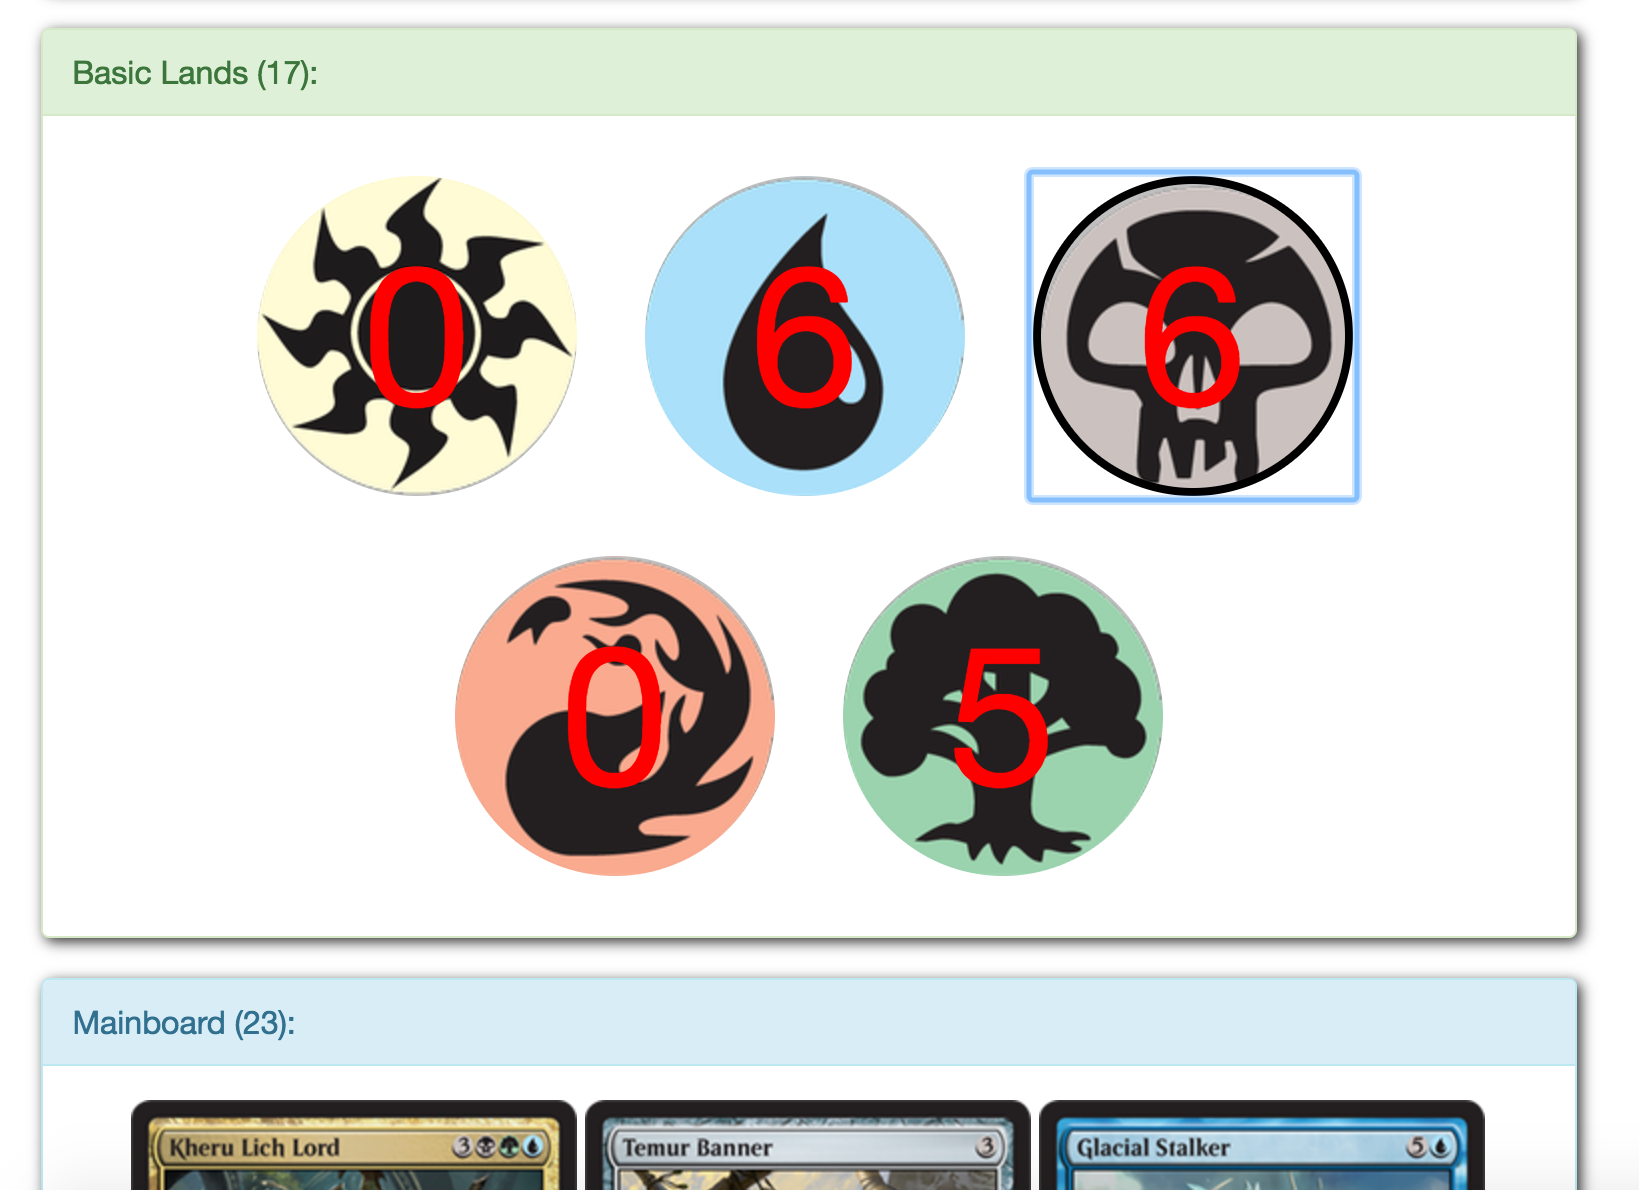 Basic Lands (17):
0 6 6
0 5
Mainboard (23):
Kheru Lich Lord 3
Temur Banner 3
Glacial Stalker 5